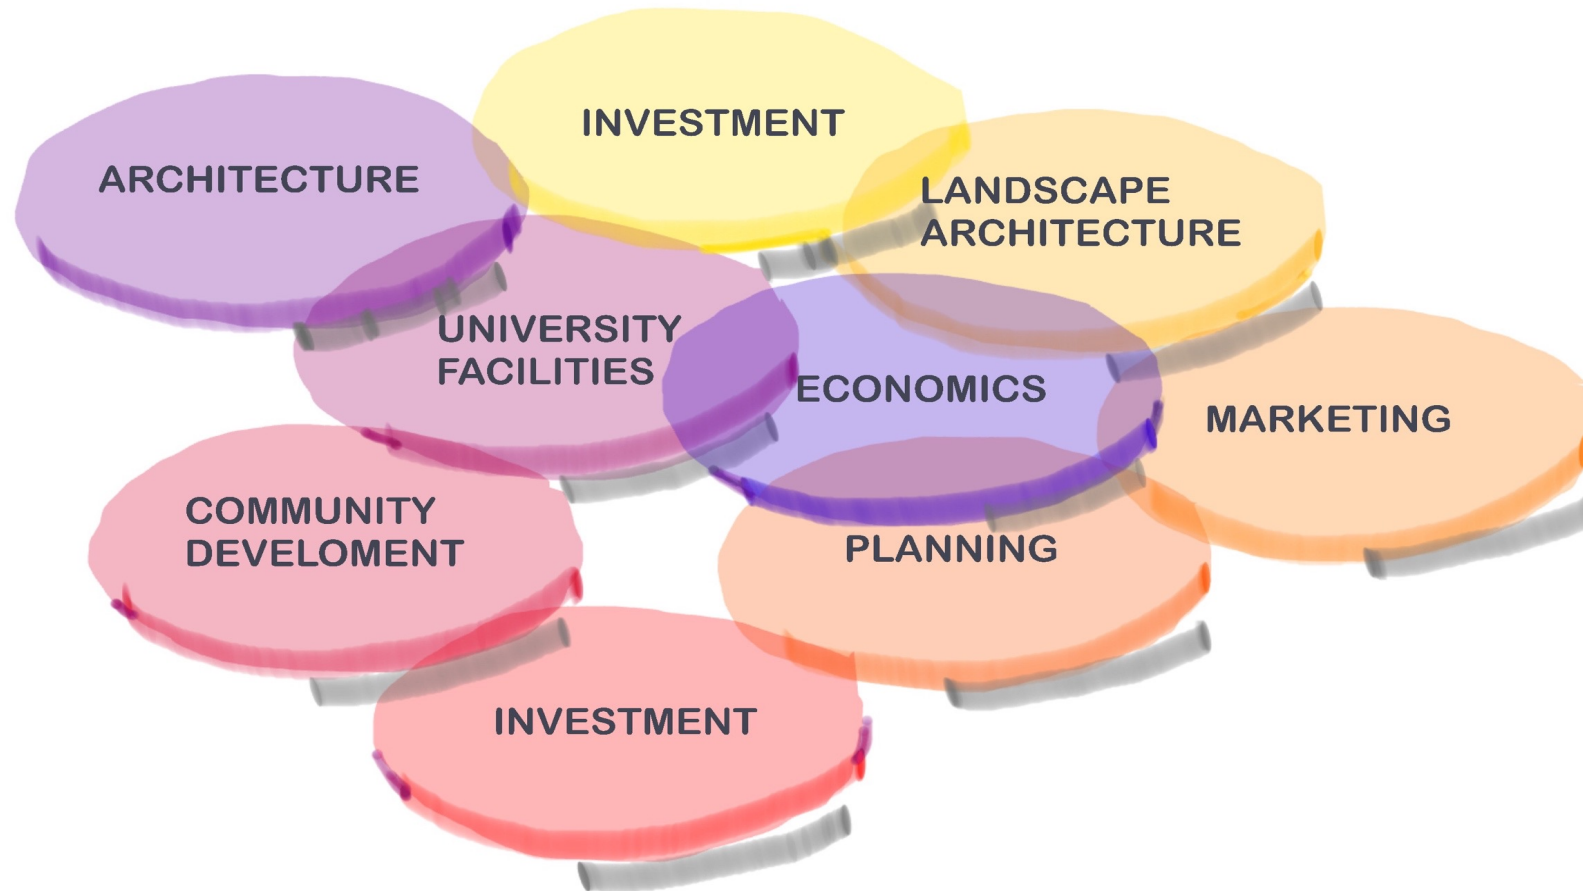 INVESTMENT
ARCHITECTURE
LANDSCAPE
ARCHITECTURE
UNIVERSITY
FACILITIES
ECONOMICS
MARKETING
COMMUNITY
DEVELOMENT
PLANNING
INVESTMENT